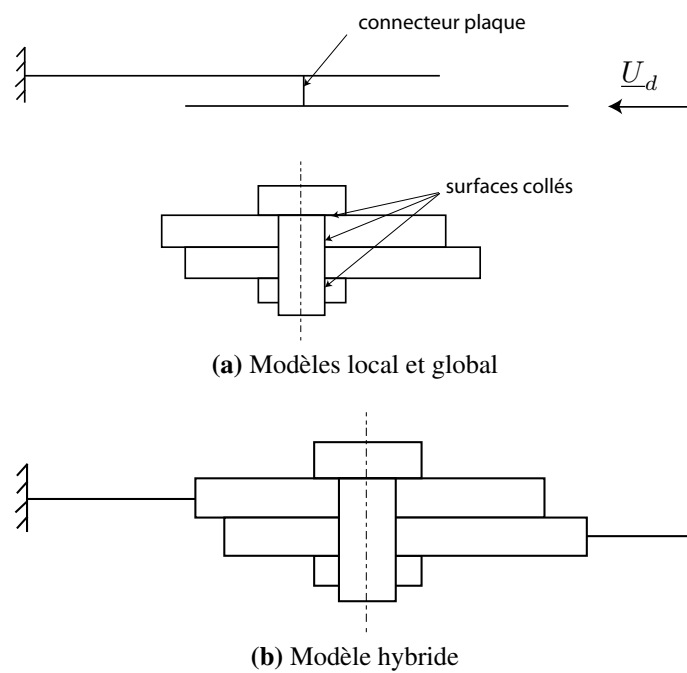 connecteur plaque
U_d
surfaces collés
(a) Modèles local et global
(b) Modèle hybride